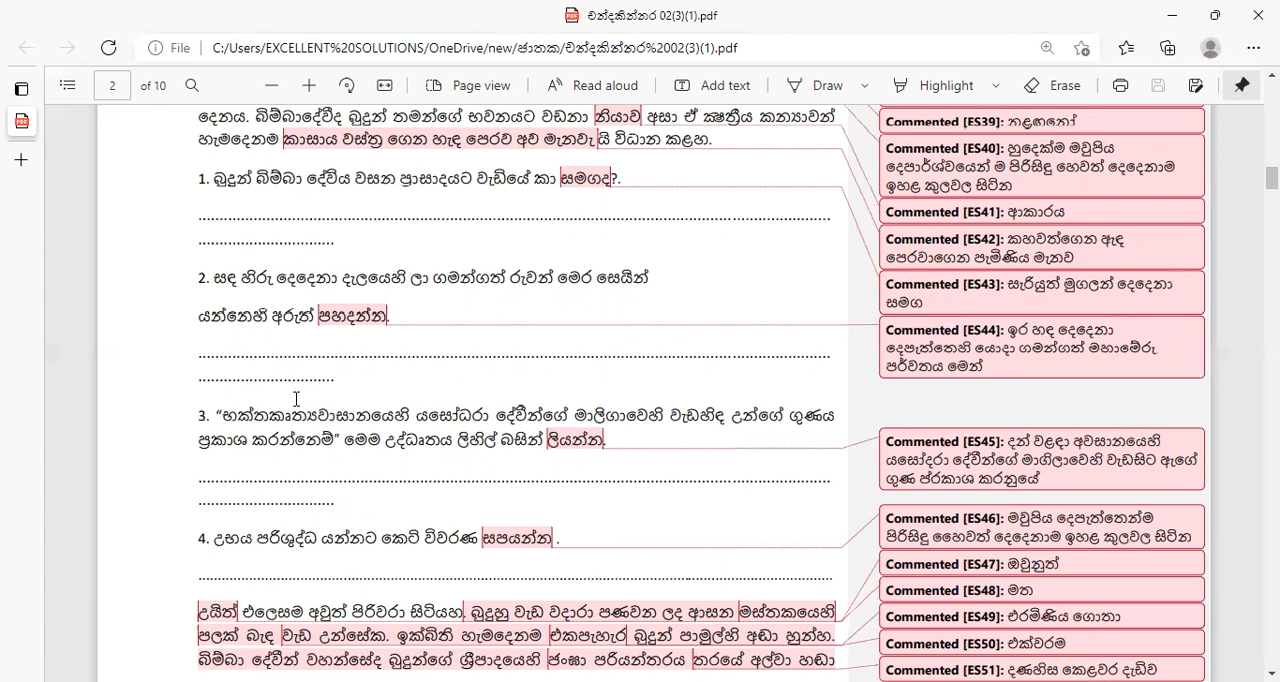 චන්දකින්නර 02(3)(1).pdf
File
C:/Users/EXCELLENT%20SOLUTIONS/OneDrive/new/ජාතක/චන්දකින්නර%2002(3)(1).pdf
2 of 10
Page view
Read aloud
Add text
Draw
Highlight
Erase
දෙනය. බිම්බාදේවිද බුදුන් තමන්ගේ භවනයට වඩනා නියාව අසා ඒ ක්‍ෂත්‍රීය කන්‍යාවන්
හැමදෙනම කාසාය වස්ත්‍ර ගෙන හැඳ පෙරව අව මැනවැ යි විධාන කළහ.
1. බුදුන් බිම්බා දේවිය වසන ප්‍රාසාදයට වැඩියේ කා සමගද?.
2. සඳ හිරු දෙදෙනා දැලයෙහි ලා ගමන්ගත් රුවන් මෙර සෙයින්
යන්නෙහි අරුත් පහදන්න.
3. “භක්තකෘත්‍යවාසානයෙහි යසෝධරා දේවීන්ගේ මාලිගාවෙහි වැඩහිඳ උන්ගේ ගුණය
ප්‍රකාශ කරන්නෙම්” මෙම උද්ධෘතය ලිහිල් බසින් ලියන්න.
4. උභය පරිශුද්ධ යන්නට කෙටි විවරණ සපයන්න .
උයිත් එලෙසම අවුත් පිරිවරා සිටියහ. බුදුහු වැඩ වදාරා පණවන ලද ආසන මස්තකයෙහි
පලක් බැඳ වැඩ උන්සේක. ඉක්බිති හැමදෙනම එකපැහැර බුදුන් පාමුල්හි අඬා හුන්හ.
බිම්බා දේවීන් වහන්සේද බුදුන්ගේ ශ්‍රීපාදයෙහි ජංඝා පරියන්තරය තරයේ අල්වා හඬා
Commented [ES39]: නළඟනෝ
Commented [ES40]: හුදෙක්ම මවුපිය
දෙපාර්ශ්වයෙන් ම පිරිසිදු හෙවත් දෙදෙනාම
ඉහළ කුලවල සිටින
Commented [ES41]: ආකාරය
Commented [ES42]: කහවත්ගෙන ඇඳ
පෙරවාගෙන පැමිණිය මැනව
Commented [ES43]: සැරියුත් මුගලන් දෙදෙනා
සමග
Commented [ES44]: ඉර හඳ දෙදෙනා
දෙපැත්තෙහි යොදා ගමන්ගත් මහාමේරු
පර්වතය මෙන්
Commented [ES45]: දන් වළඳා අවසානයෙහි
යසෝදරා දේවීන්ගේ මාගිලාවෙහි වැඩසිට ඇගේ
ගුණ ප්රකාශ කරනුයේ
Commented [ES46]: මවුපිය දෙපැත්තෙන්ම
පිරිසිදු හෛවත් දෙදෙනාම ඉහළ කුලවල සිටින
Commented [ES47]: ඔවුනුත්
Commented [ES48]: මත
Commented [ES49]: එරමිණිය ගොතා
Commented [ES50]: එක්වරම
Commented [ES51]: දණහිස කෙළවර දැඩිව